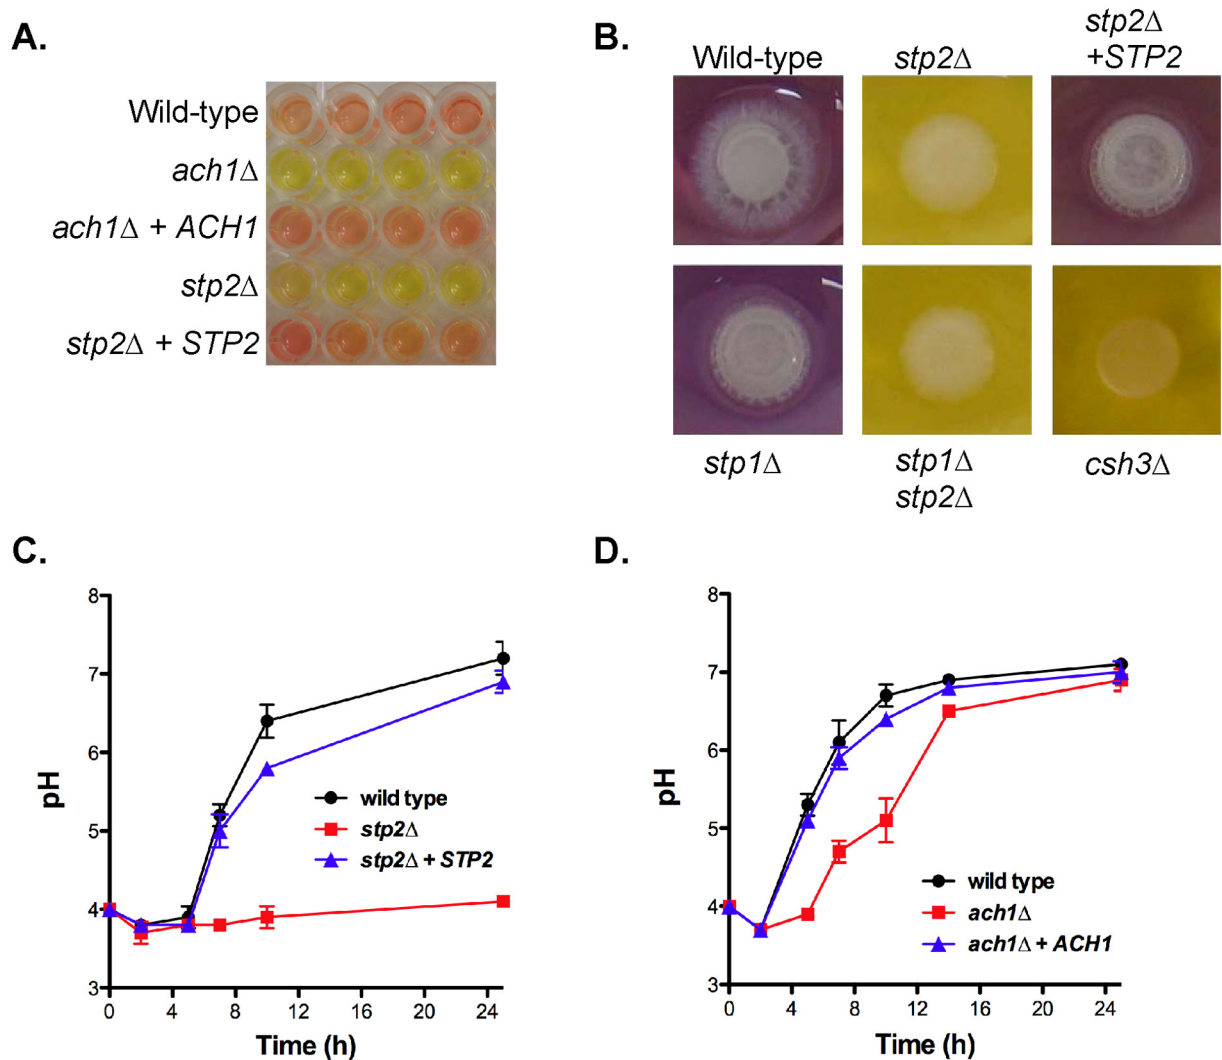 A.
Wild-type
ach1Δ
ach1Δ + ACH1
stp2Δ
stp2Δ + STP2
B.
Wild-type
stp2Δ
stp2Δ
+STP2
stp1Δ
stp1Δ
stp2Δ
csh3Δ
C.
8
7
6
5
4
3
pH
0 4 8 12 16 20 24
Time (h)
wild type
stp2Δ
stp2Δ + STP2
D.
8
7
6
5
4
3
pH
0 4 8 12 16 20 24
Time (h)
wild type
ach1Δ
ach1Δ + ACH1